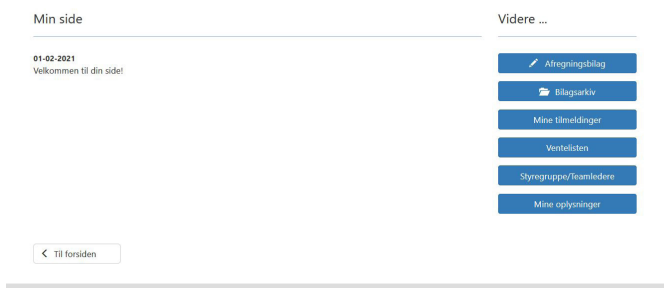 Min side
01-02-2021
Velkommen til din side!
Til forsiden
Videre ...
Afregningsbilag
Bilagsarkiv
Mine tilmeldinger
Ventelisten
Styregruppe/Teamledere
Mine oplysninger